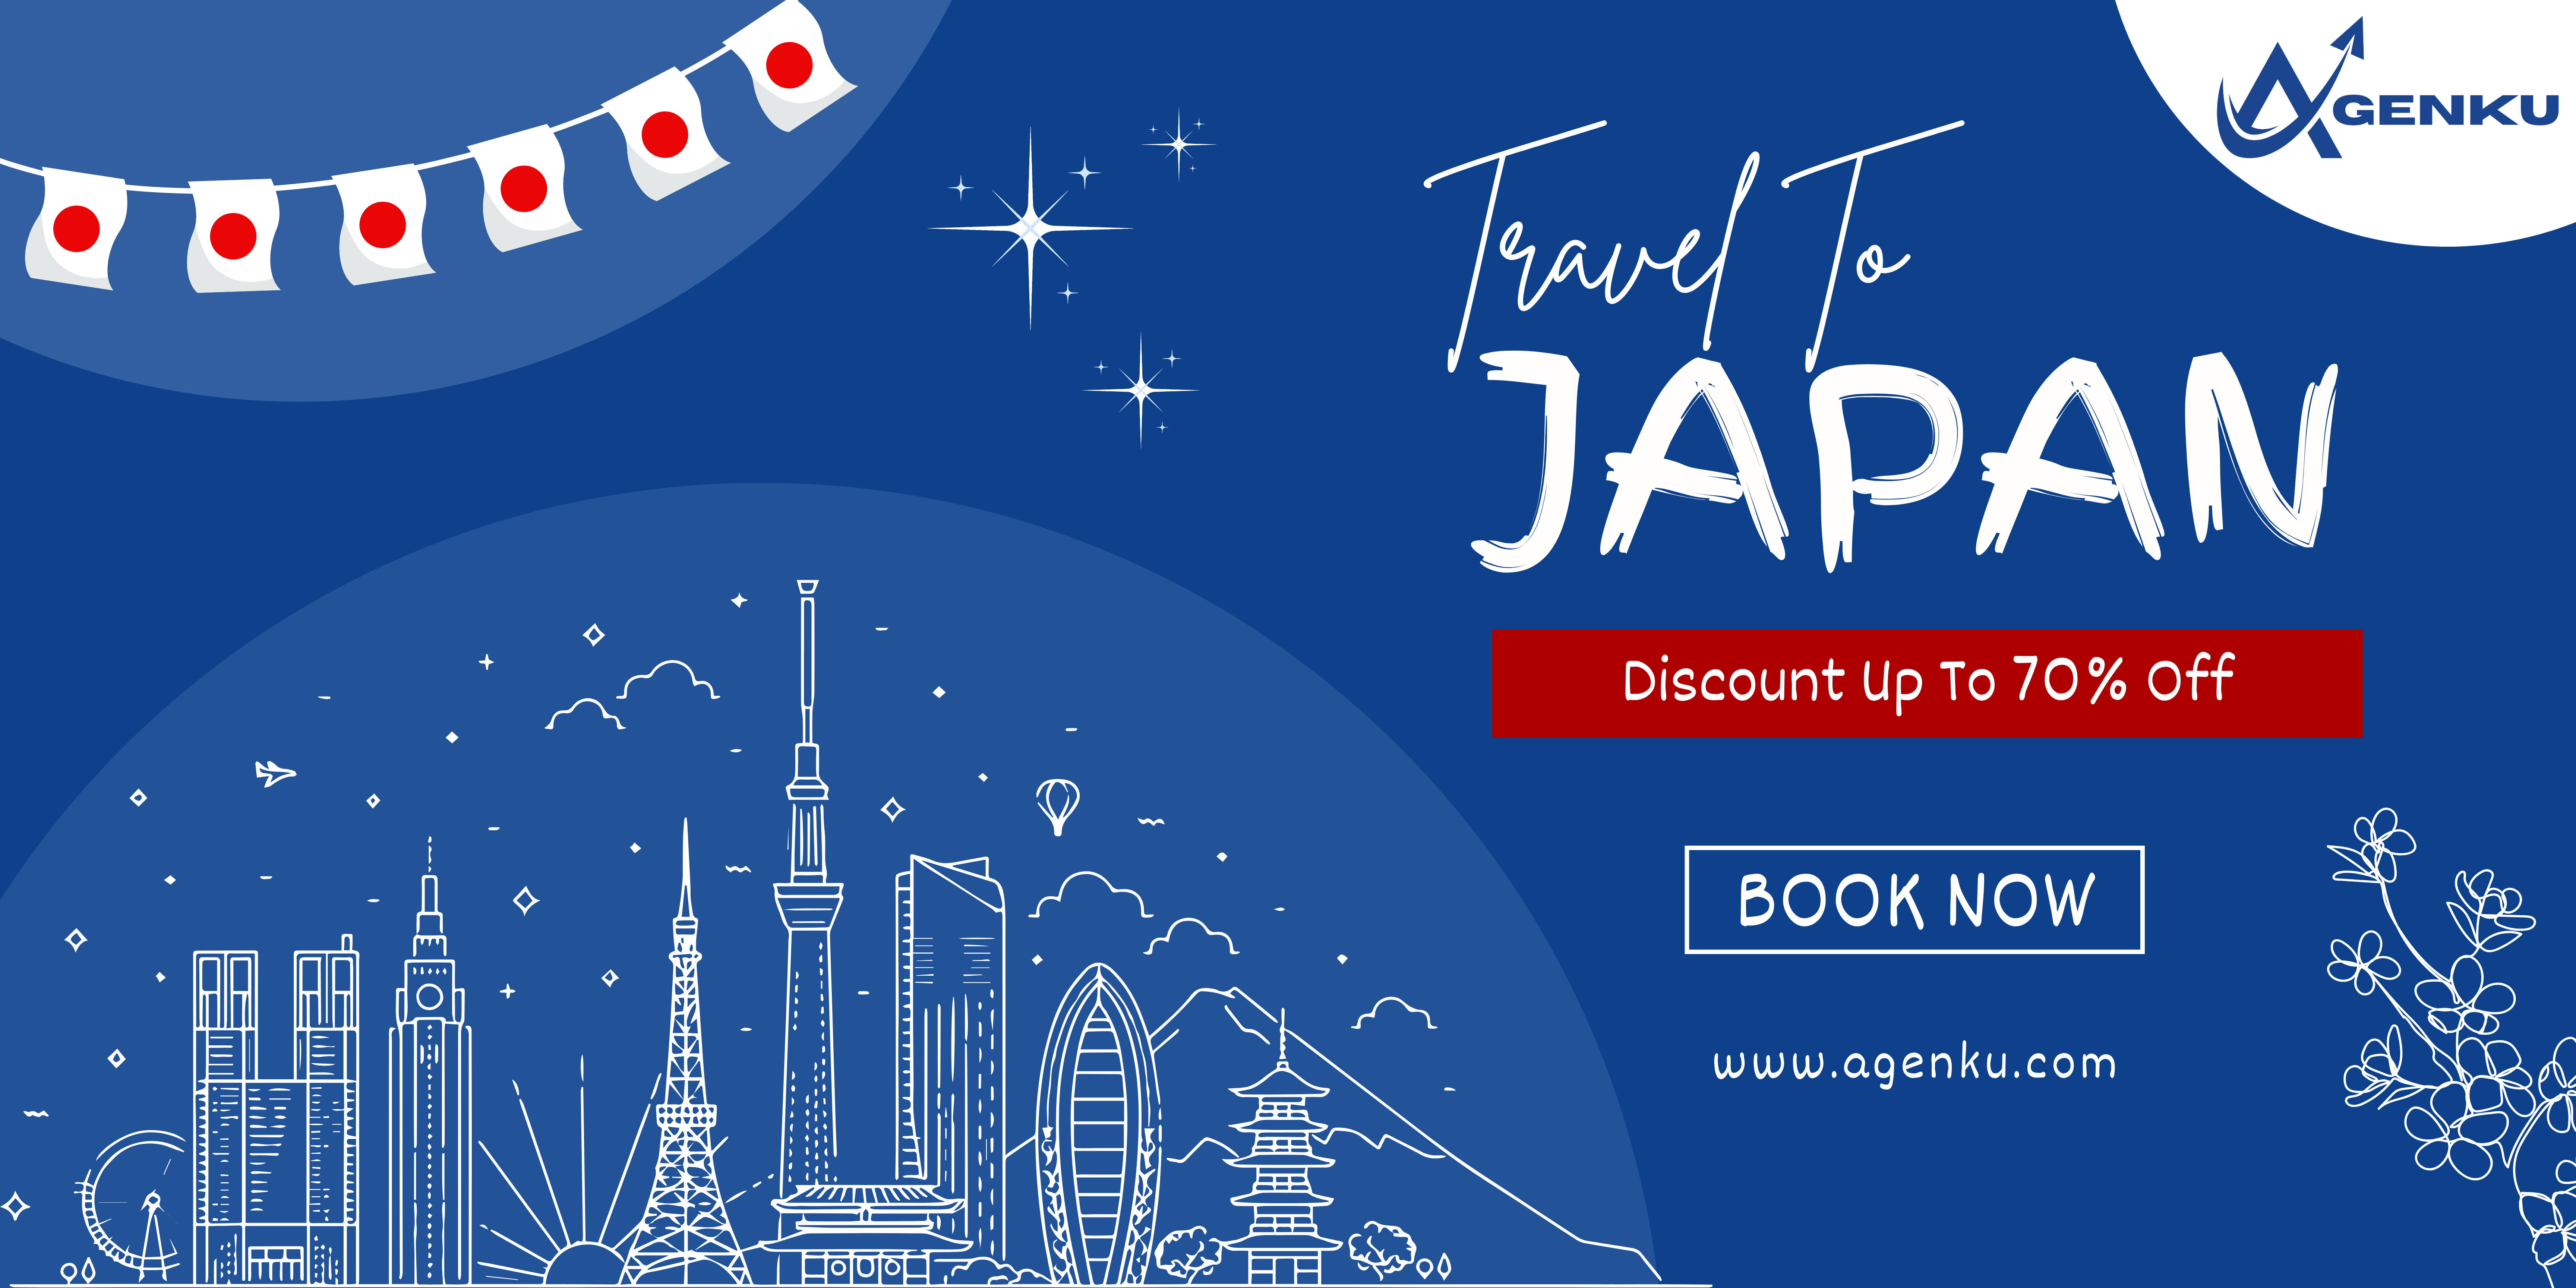 AGENKU
Travel To
JAPAN
Discount Up To 70% Off
BOOK NOW
www.agenku.com